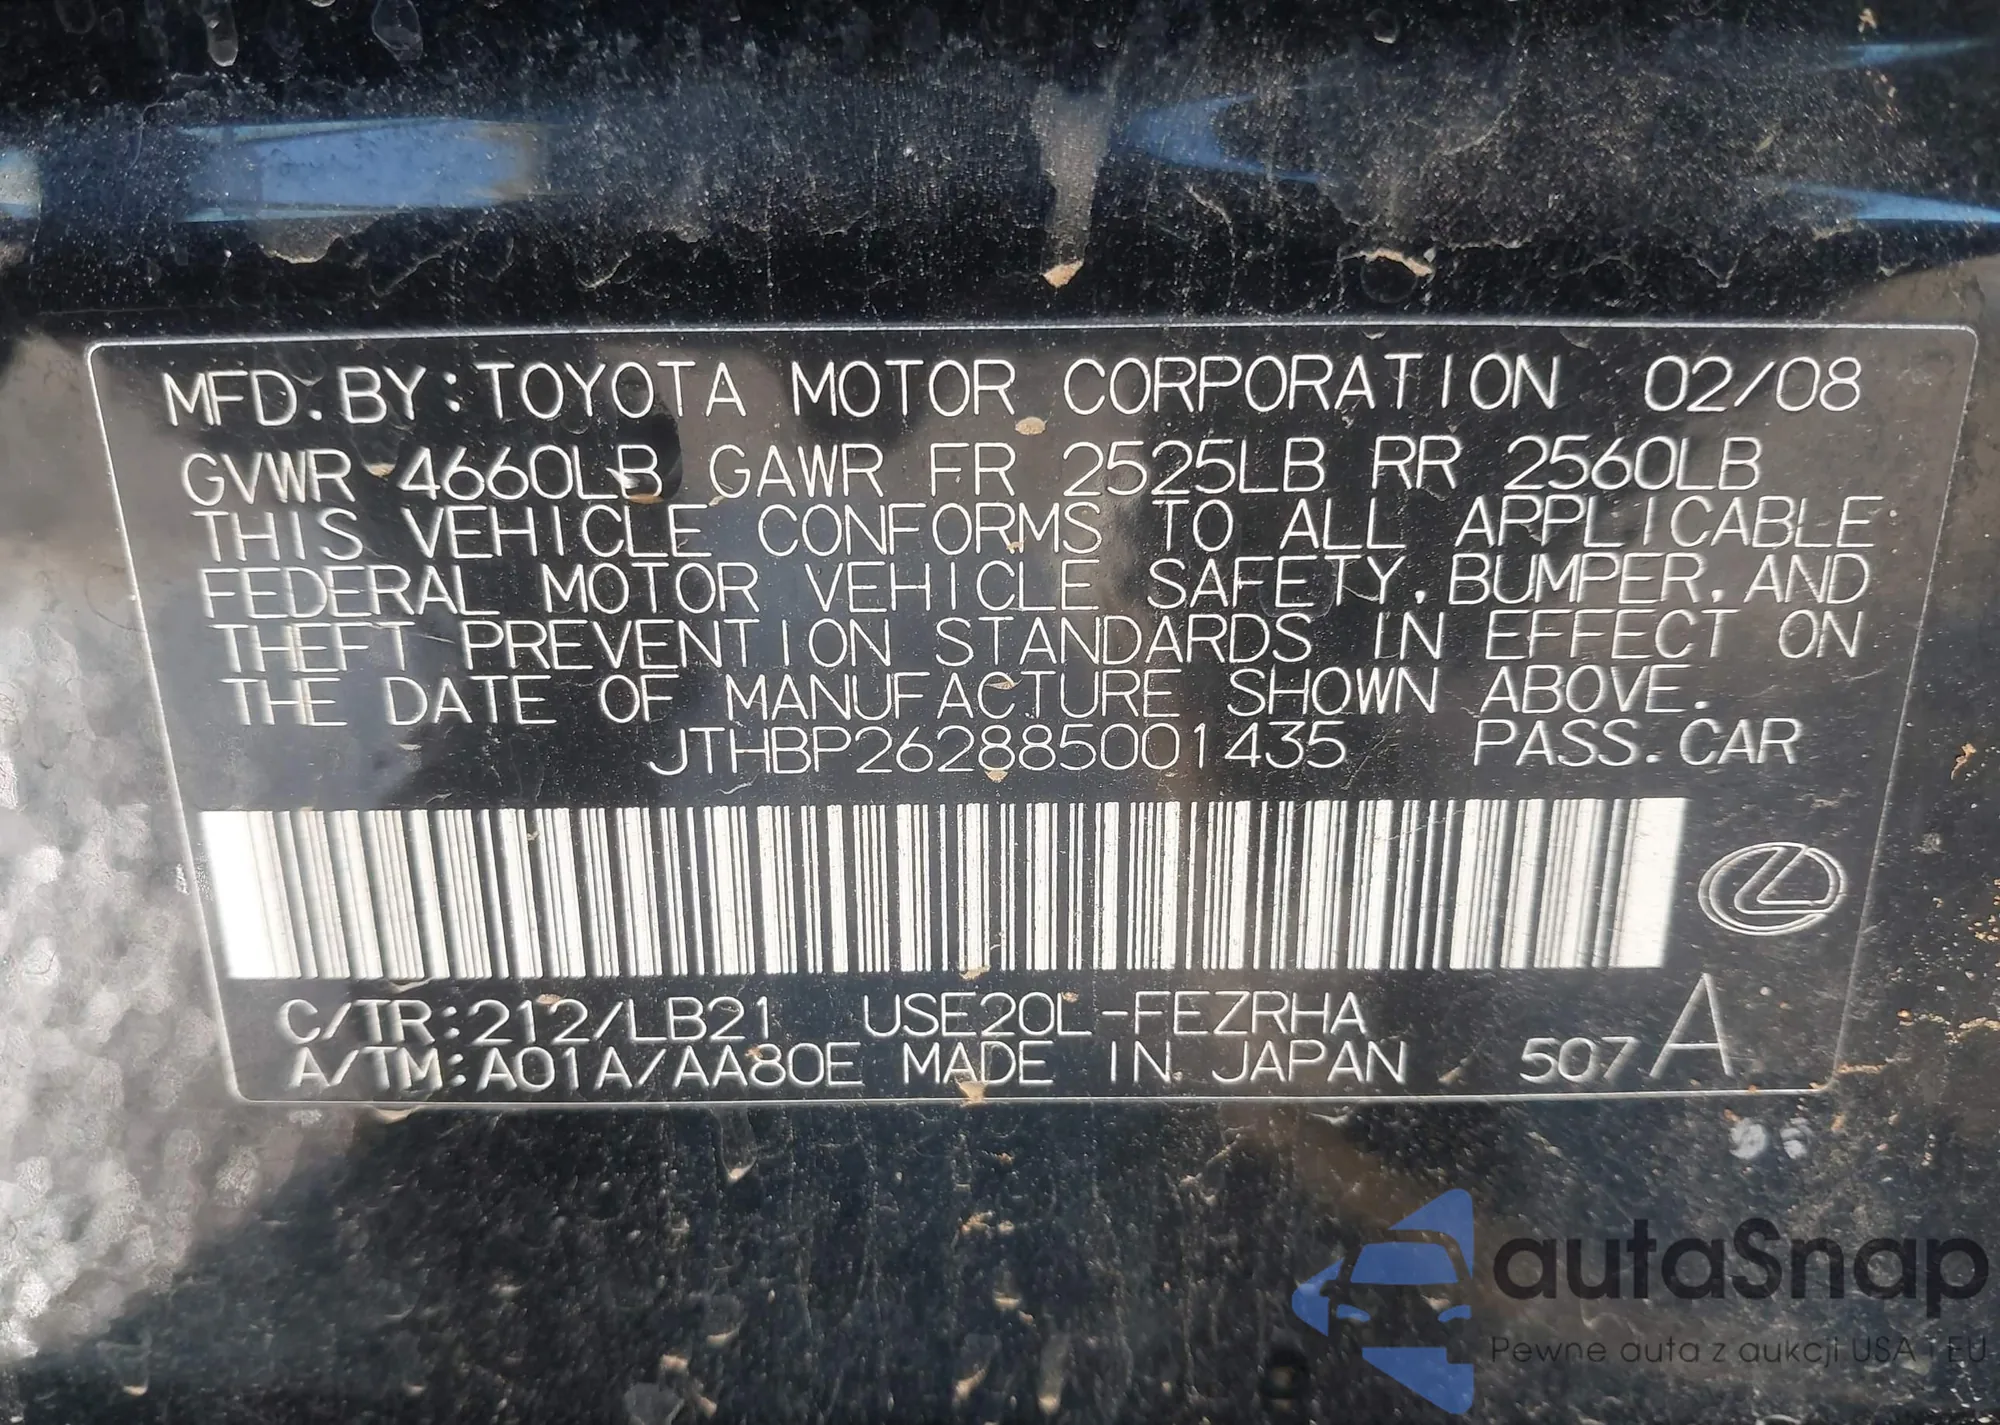 MFD. BY: TOYOTA MOTOR CORPORATION 02/08
GVWR 4660LB GAWR FR 2525LB RR 2560LB
THIS VEHICLE CONFORMS TO ALL APPLICABLE
FEDERAL MOTOR VEHICLE SAFETY, BUMPER, AND
THEFT PREVENTION STANDARDS IN EFFECT ON
THE DATE OF MANUFACTURE SHOWN ABOVE.
JTHBP262885001435 PASS. CAR
C/TR:212/LB21 USE20L-FEZRHA
A/TM:A01A/AA80E MADE IN JAPAN 507 A
autaSnap
Pewne auta z aukcji USA i EU